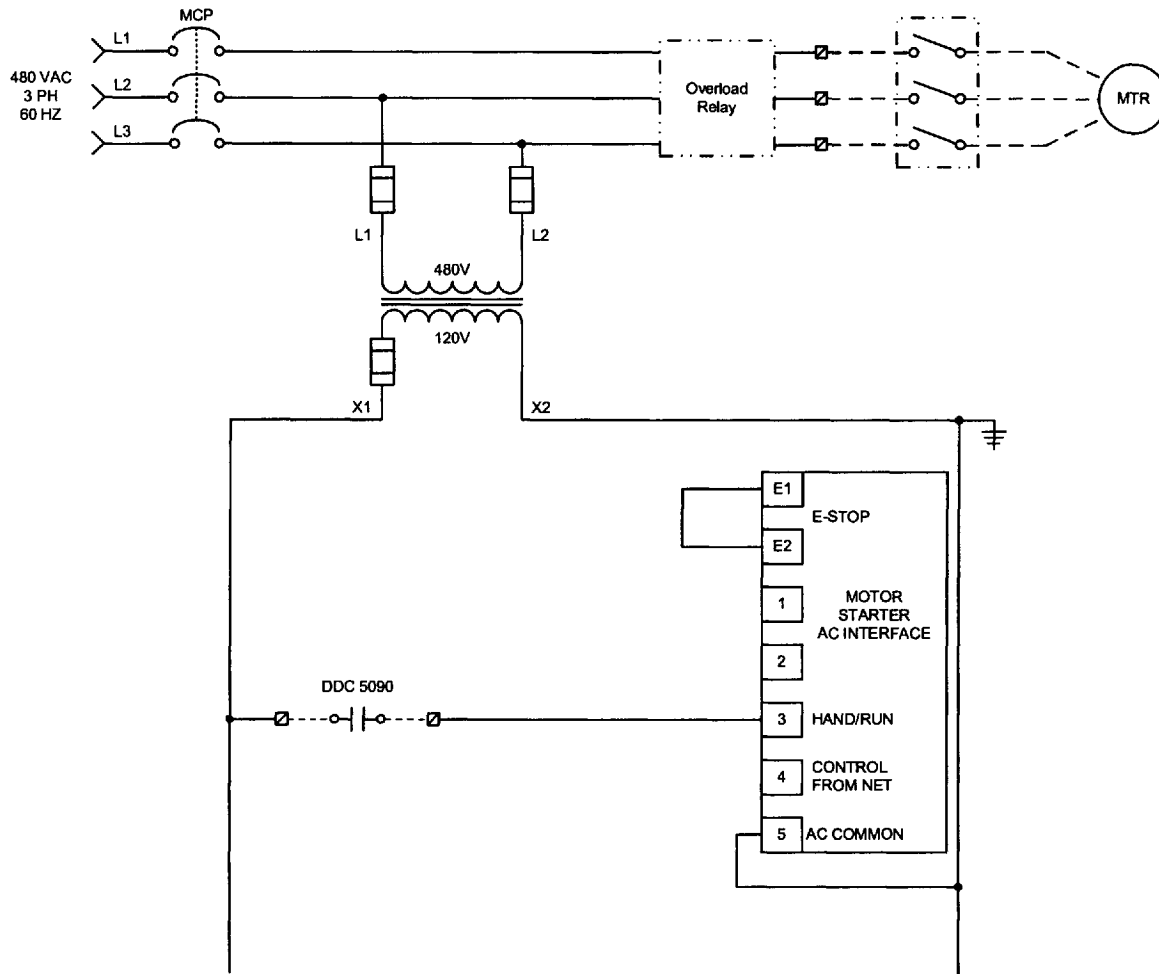 MCP
L1
480 VAC
3 PH
60 HZ
L2
L3
Overload
Relay
MTR
L1
L2
480V
120V
X1
X2
E1
E-STOP
E2
1
MOTOR
STARTER
AC INTERFACE
2
DDC 5090
3
HAND/RUN
4
CONTROL
FROM NET
5
AC COMMON